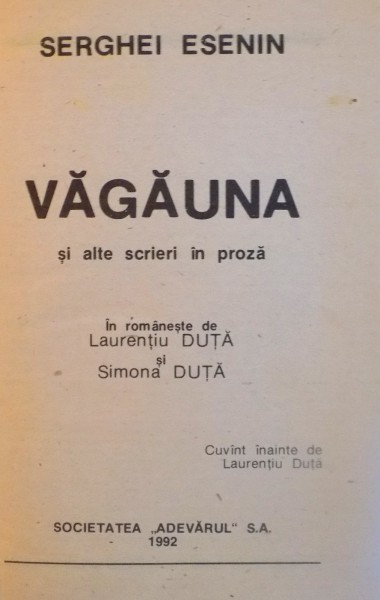 SERGHEI ESENIN
VĂGĂUNA
și alte scrieri în proză
În românește de
Laurențiu DUȚĂ
și
Simona DUȚĂ
Cuvînt înainte de
Laurențiu Duță
SOCIETATEA „ADEVĂRUL" S.A.
1992